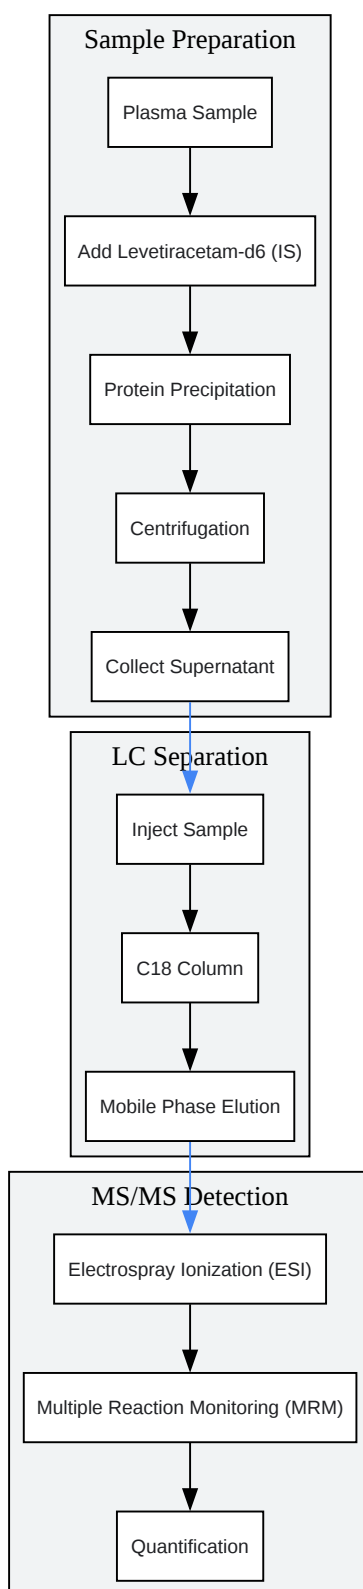 Sample Preparation
Plasma Sample
Add Levetiracetam-d6 (IS)
Protein Precipitation
Centrifugation
Collect Supernatant
LC Separation
Inject Sample
C18 Column
Mobile Phase Elution
MS/MS Detection
Electrospray Ionization (ESI)
Multiple Reaction Monitoring (MRM)
Quantification